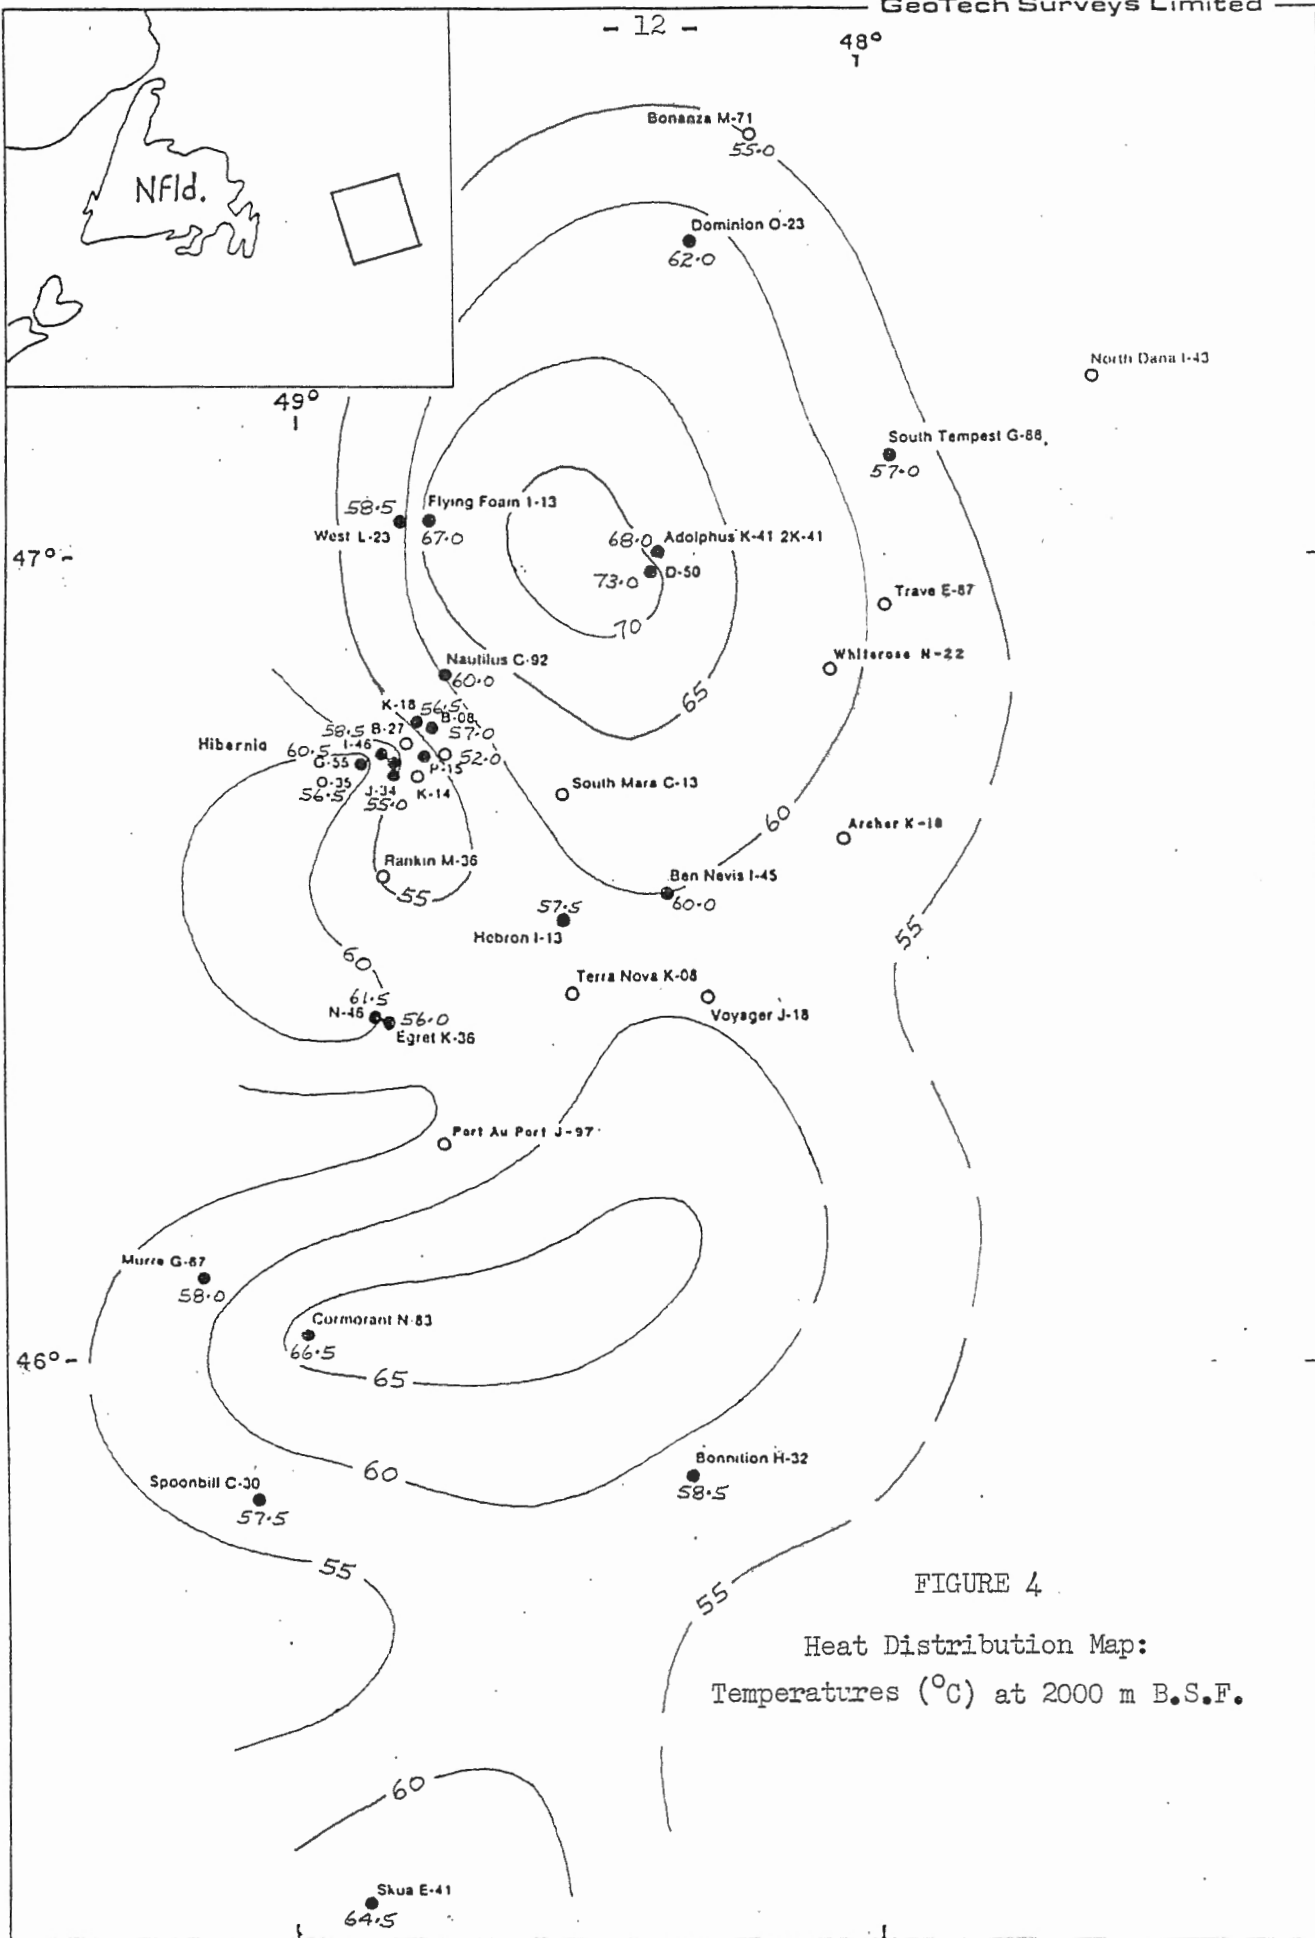 GeoTech Surveys Limited
- 12 -
48°
Nfld.
Bonanza M-71
55.0
Dominion O-23
62.0
North Dana I-43
49°
South Tempest G-88
57.0
58.5
Flying Foam I-13
West L-23
67.0
68.0
Adolphus K-41 2K-41
47°-
73.0
D-50
Trave E-87
70
Nautilus C-92
Whiterose N-22
60.0
65
K-18
56.5
B-08
58.5
B-27
57.0
Hibernia
60.5
I-46
52.0
G-55
P-15
O-35
J-34
K-14
56.5
55.0
South Mara C-13
60
Archer K-18
Rankin M-36
55
Ben Nevis I-45
57.5
60.0
Hebron I-13
55
60
Terra Nova K-08
61.5
N-46
56.0
Voyager J-18
Egret K-36
Port Au Port J-97
Murre G-67
58.0
Cormorant N-83
66.5
46°-
65
60
Bonnition H-32
Spoonbill C-30
58.5
57.5
55
FIGURE 4
55
Heat Distribution Map:
Temperatures (°C) at 2000 m B.S.F.
60
Skua E-41
64.5